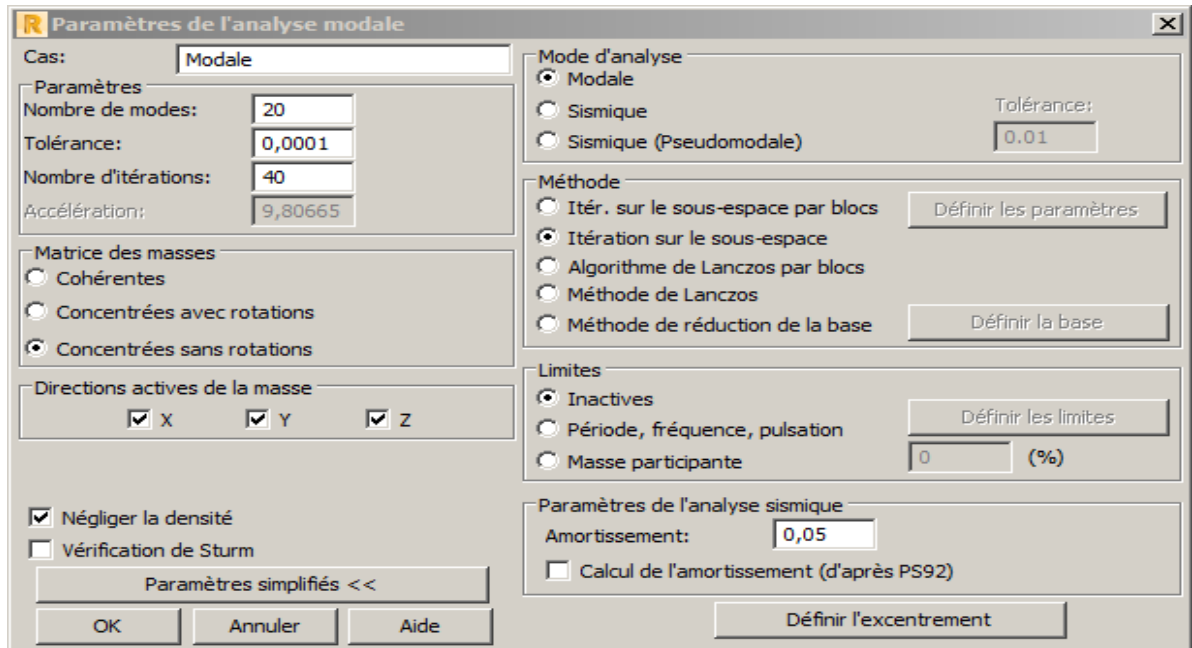 R Paramètres de l'analyse modale
Cas: Modale
Paramètres
Nombre de modes: 20
Tolérance: 0,0001
Nombre d'itérations: 40
Accélération: 9,80665
Matrice des masses
Cohérentes
Concentrées avec rotations
Concentrées sans rotations
Directions actives de la masse
X Y Z
Négliger la densité
Vérification de Sturm
Paramètres simplifiés <<
OK Annuler Aide
Mode d'analyse
Modale
Sismique
Sismique (Pseudomodale)
Tolérance:
0.01
Méthode
Itér. sur le sous-espace par blocs Définir les paramètres
Itération sur le sous-espace
Algorithme de Lanczos par blocs
Méthode de Lanczos
Méthode de réduction de la base Définir la base
Limites
Inactives
Période, fréquence, pulsation Définir les limites
Masse participante 0 (%)
Paramètres de l'analyse sismique
Amortissement: 0,05
Calcul de l'amortissement (d'après PS92)
Définir l'excentrement